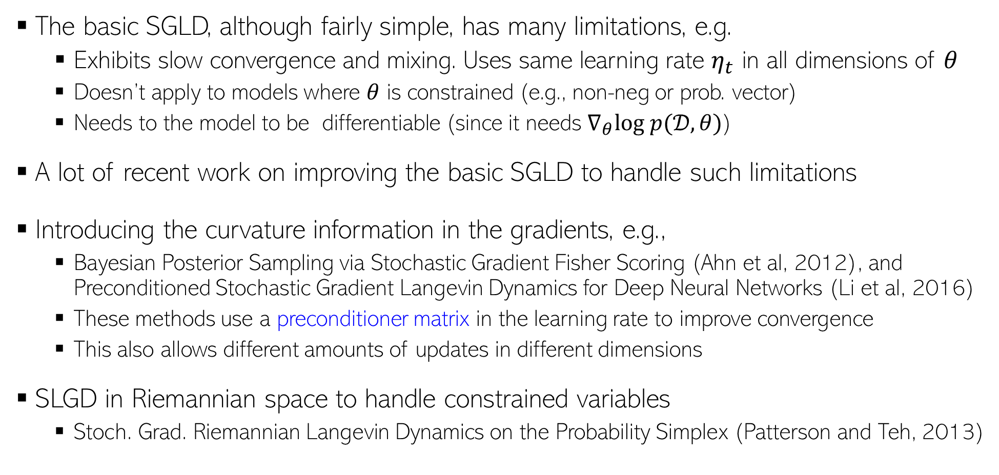 ▪ The basic SGLD, although fairly simple, has many limitations, e.g.
▪ Exhibits slow convergence and mixing. Uses same learning rate ηₜ in all dimensions of θ
▪ Doesn't apply to models where θ is constrained (e.g., non-neg or prob. vector)
▪ Needs to the model to be differentiable (since it needs ∇_θ log p(𝒟, θ))
▪ A lot of recent work on improving the basic SGLD to handle such limitations
▪ Introducing the curvature information in the gradients, e.g.,
▪ Bayesian Posterior Sampling via Stochastic Gradient Fisher Scoring (Ahn et al, 2012), and
Preconditioned Stochastic Gradient Langevin Dynamics for Deep Neural Networks (Li et al, 2016)
▪ These methods use a preconditioner matrix in the learning rate to improve convergence
▪ This also allows different amounts of updates in different dimensions
▪ SLGD in Riemannian space to handle constrained variables
▪ Stoch. Grad. Riemannian Langevin Dynamics on the Probability Simplex (Patterson and Teh, 2013)